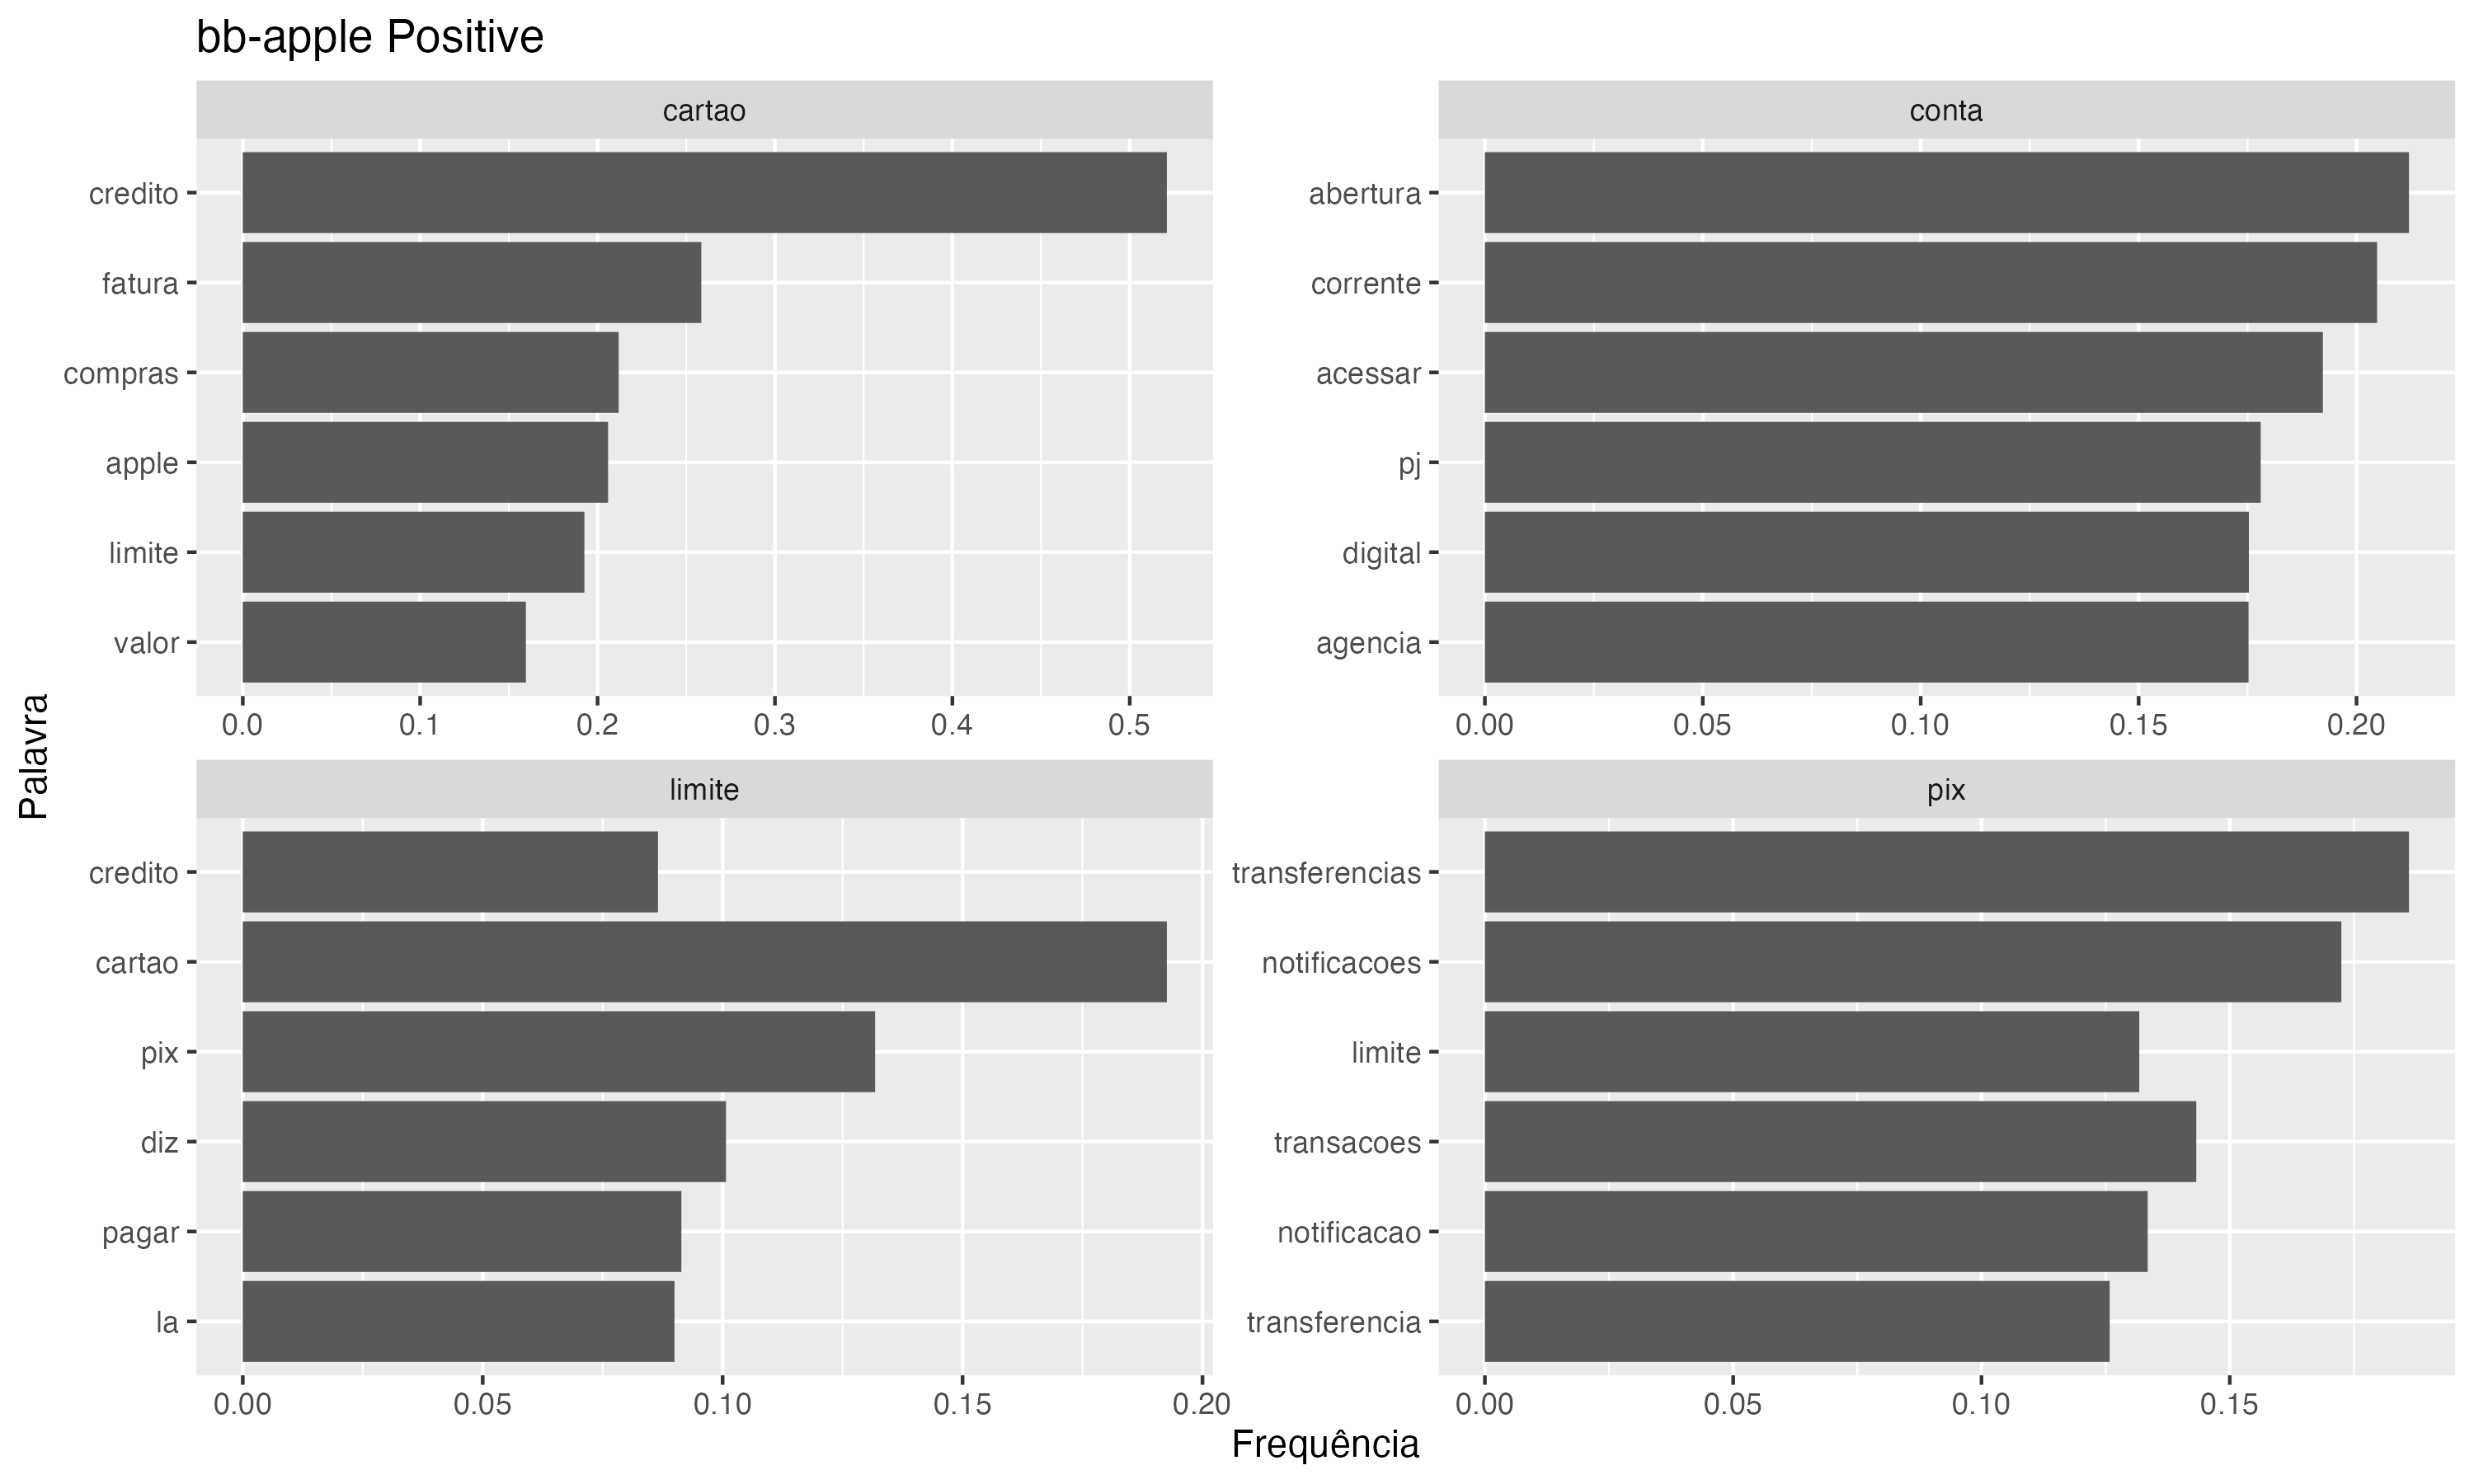 bb-apple Positive
cartao
credito
fatura
compras
apple
limite
valor
0.0 0.1 0.2 0.3 0.4 0.5
conta
abertura
corrente
acessar
pj
digital
agencia
0.00 0.05 0.10 0.15 0.20
limite
credito
cartao
pix
diz
pagar
la
0.00 0.05 0.10 0.15 0.20
pix
transferencias
notificacoes
limite
transacoes
notificacao
transferencia
0.00 0.05 0.10 0.15
Palavra
Frequência